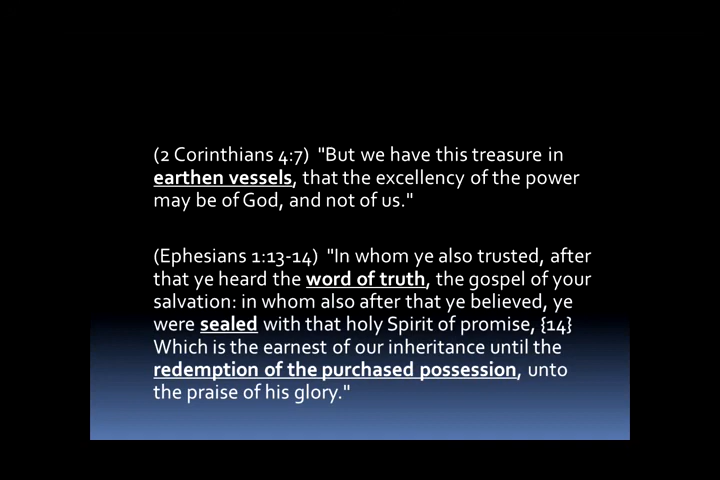 (2 Corinthians 4:7)  "But we have this treasure in
earthen vessels, that the excellency of the power
may be of God, and not of us."
(Ephesians 1:13-14)  "In whom ye also trusted, after
that ye heard the word of truth, the gospel of your
salvation: in whom also after that ye believed, ye
were sealed with that holy Spirit of promise, {14}
Which is the earnest of our inheritance until the
redemption of the purchased possession, unto
the praise of his glory."